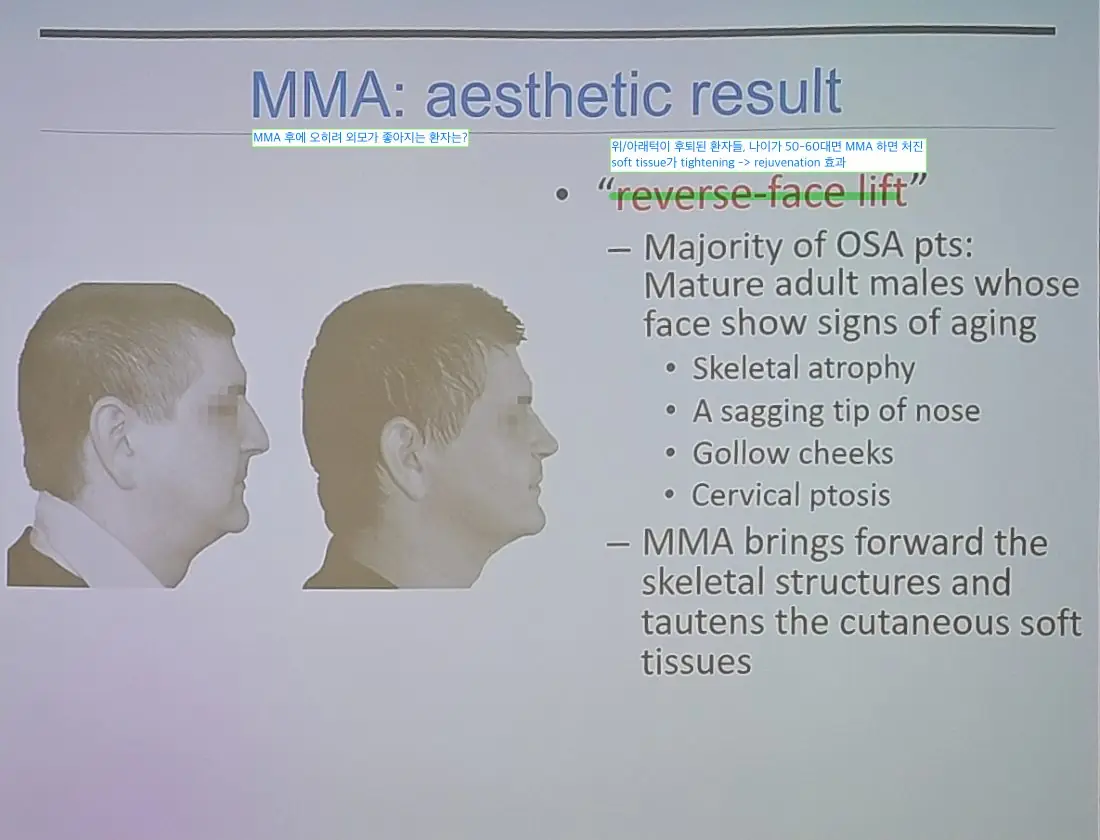 MMA: aesthetic result
MMA 후에 오히려 외모가 좋아지는 환자는?
위/아래턱이 후퇴된 환자들, 나이가 50-60대면 MMA 하면 처진
soft tissue가 tightening -> rejuvenation 효과
• “reverse-face lift”
– Majority of OSA pts:
Mature adult males whose
face show signs of aging
• Skeletal atrophy
• A sagging tip of nose
• Gollow cheeks
• Cervical ptosis
– MMA brings forward the
skeletal structures and
tautens the cutaneous soft
tissues